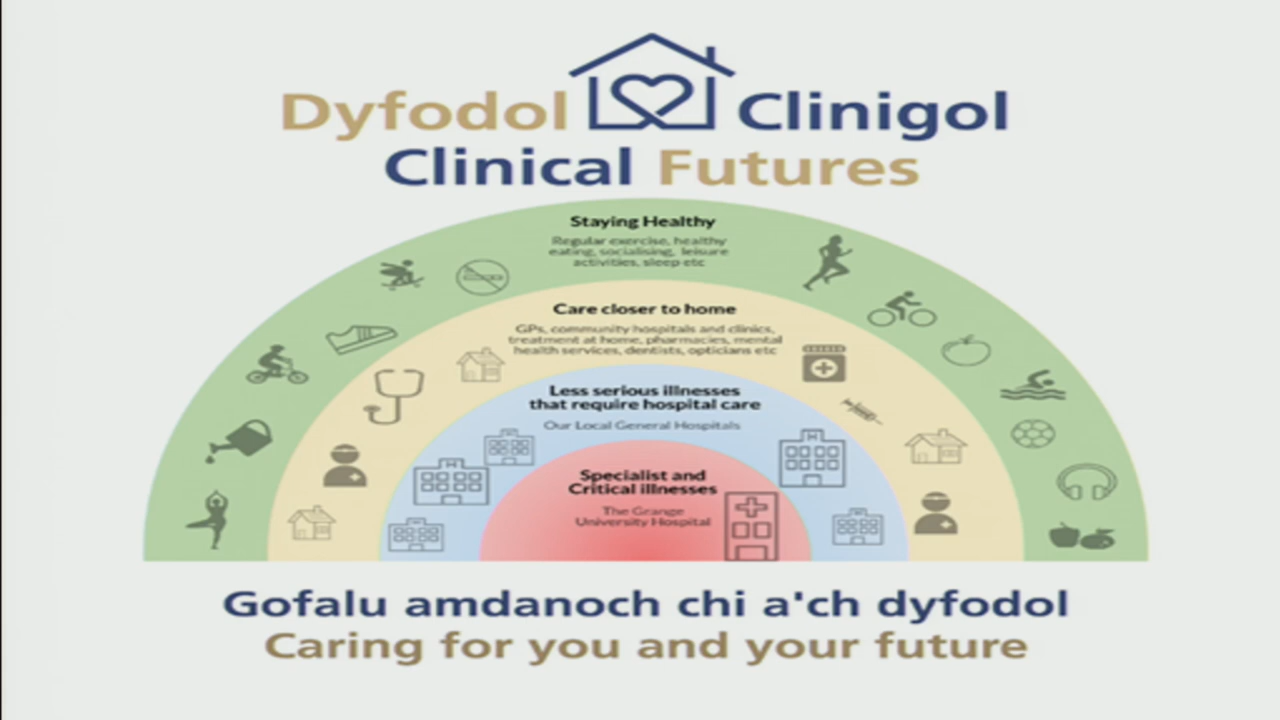 Dyfodol Clinigol
Clinical Futures
Staying Healthy
Regular exercise, healthy
eating, socialising, leisure
activities, sleep etc
Care closer to home
GPs, community hospitals and clinics,
treatment at home, pharmacies, mental
health services, dentists, opticians etc
Less serious illnesses
that require hospital care
Our Local General Hospitals
Specialist and
Critical illnesses
The Grange
University Hospital
Gofalu amdanoch chi a'ch dyfodol
Caring for you and your future